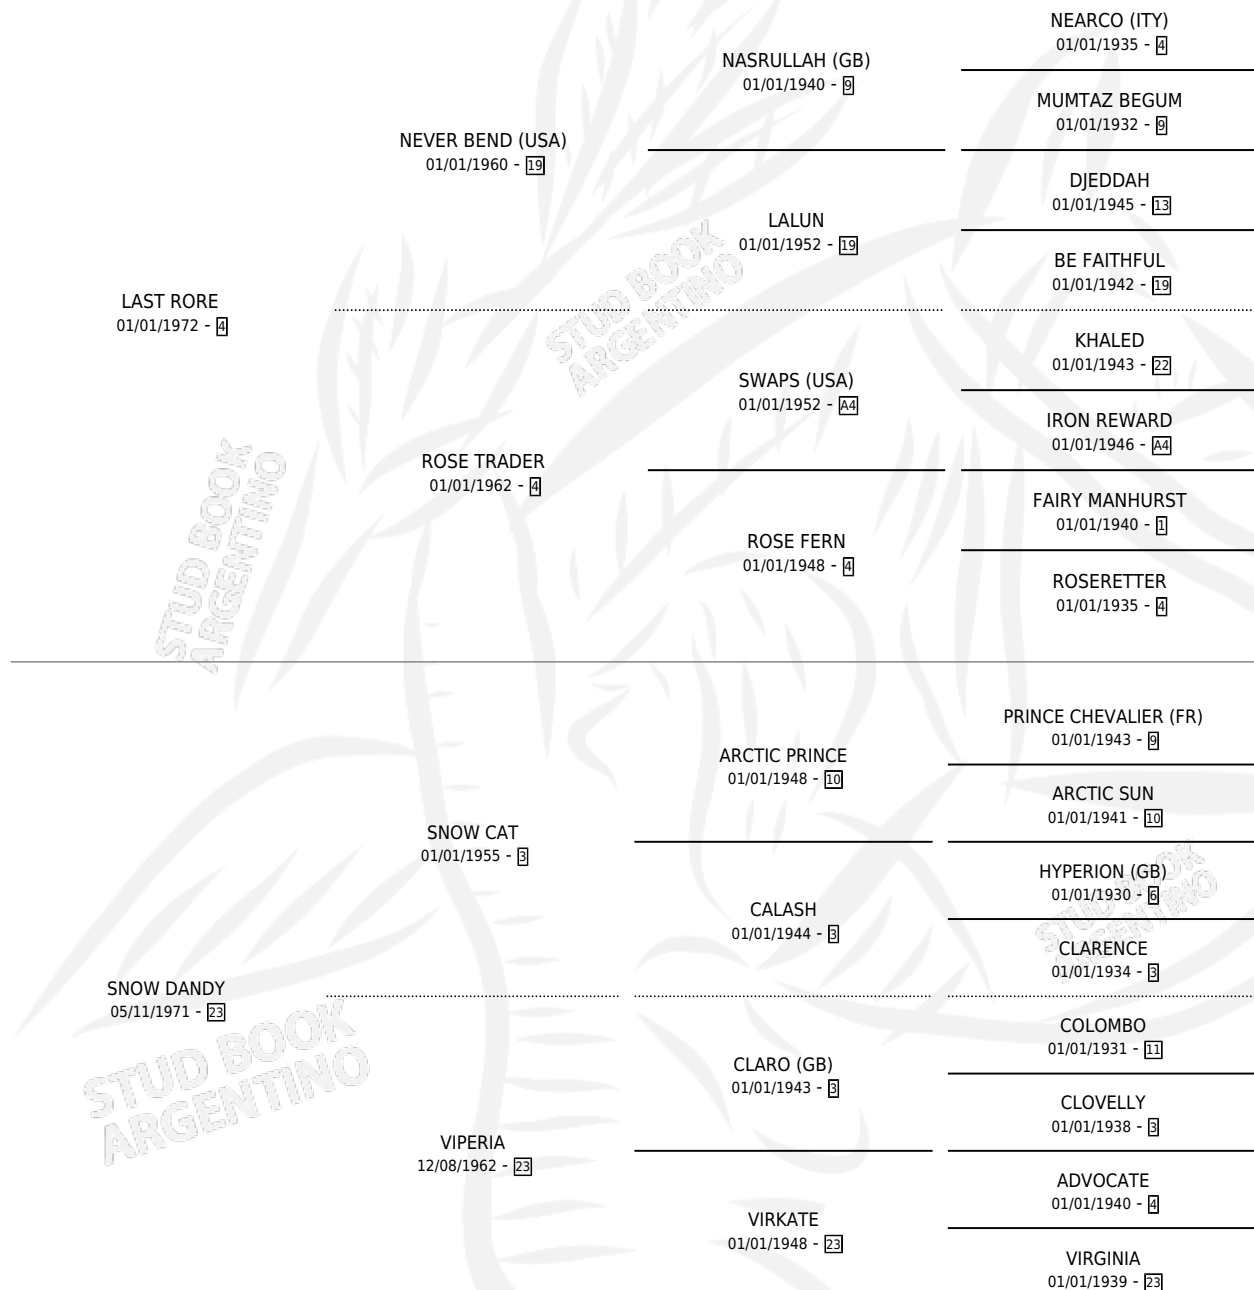 NEARCO (ITY)
01/01/1935 - 4
NASRULLAH (GB)
01/01/1940 - 9
MUMTAZ BEGUM
01/01/1932 - 9
NEVER BEND (USA)
01/01/1960 - 19
DJEDDAH
01/01/1945 - 13
LALUN
01/01/1952 - 19
BE FAITHFUL
01/01/1942 - 19
LAST RORE
01/01/1972 - 4
KHALED
01/01/1943 - 22
SWAPS (USA)
01/01/1952 - A4
IRON REWARD
01/01/1946 - A4
ROSE TRADER
01/01/1962 - 4
FAIRY MANHURST
01/01/1940 - 1
ROSE FERN
01/01/1948 - 4
ROSERETTER
01/01/1935 - 4
PRINCE CHEVALIER (FR)
01/01/1943 - 9
ARCTIC PRINCE
01/01/1948 - 10
ARCTIC SUN
01/01/1941 - 10
SNOW CAT
01/01/1955 - 3
HYPERION (GB)
01/01/1930 - 6
CALASH
01/01/1944 - 3
CLARENCE
01/01/1934 - 3
SNOW DANDY
05/11/1971 - 23
COLOMBO
01/01/1931 - 11
CLARO (GB)
01/01/1943 - 3
CLOVELLY
01/01/1938 - 3
VIPERIA
12/08/1962 - 23
ADVOCATE
01/01/1940 - 4
VIRKATE
01/01/1948 - 23
VIRGINIA
01/01/1939 - 23
STUD BOOK
ARGENTINO
STUD BOOK
ARGENTINO
STUD BOOK
ARGENTINO
STUD BOOK
ARGENTINO